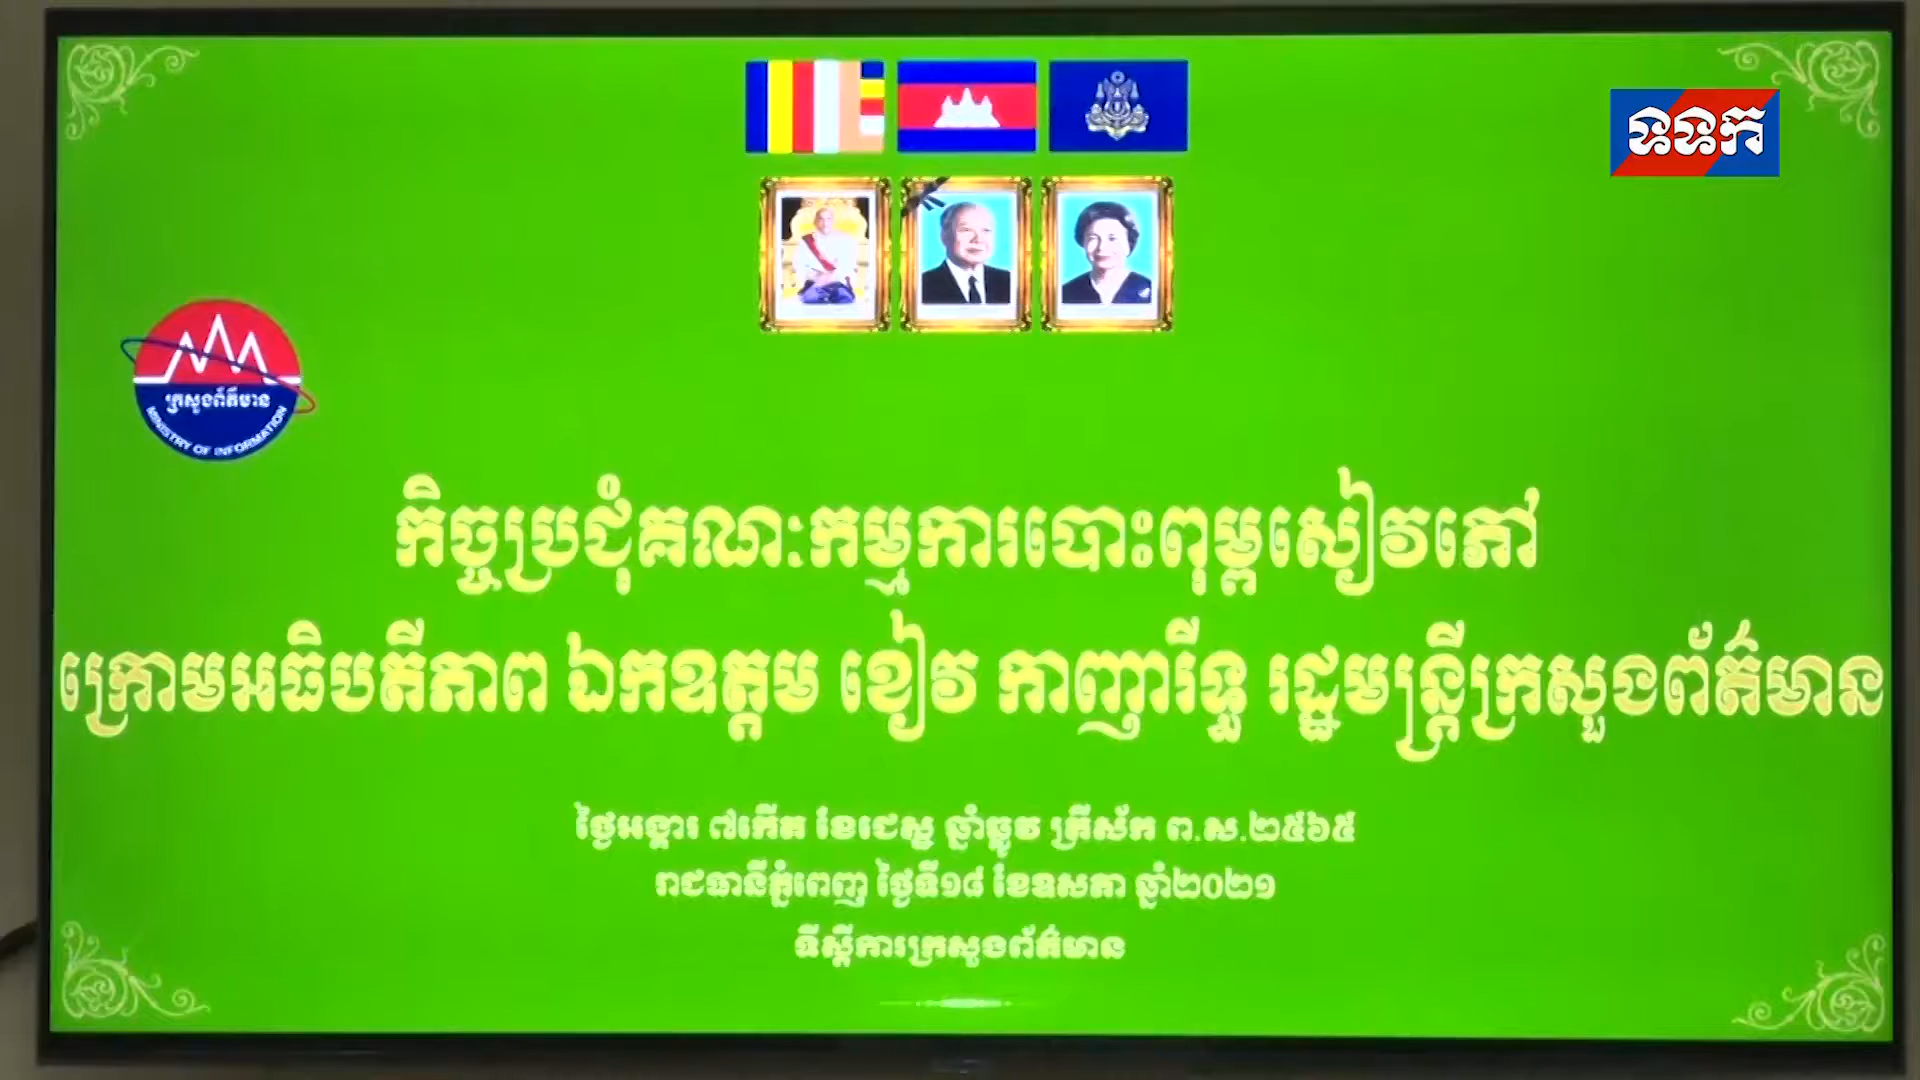 ទទក
ក្រសួងព័ត៌មាន
MINISTRY OF INFORMATION
កិច្ចប្រជុំគណៈកម្មការបោះពុម្ពសៀវភៅ
ក្រោមអធិបតីភាព ឯកឧត្តម ខៀវ កាញារីទ្ធ រដ្ឋមន្ត្រីក្រសួងព័ត៌មាន
ថ្ងៃអង្គារ ៧កើត ខែជេស្ឋ ឆ្នាំឆ្លូវ ត្រីស័ក ព.ស.២៥៦៥
រាជធានីភ្នំពេញ ថ្ងៃទី១៨ ខែឧសភា ឆ្នាំ២០២១
ទីស្តីការក្រសួងព័ត៌មាន